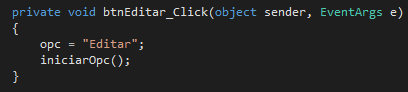 private void btnEditar_Click(object sender, EventArgs e)
{
    opc = "Editar";
    iniciarOpc();
}